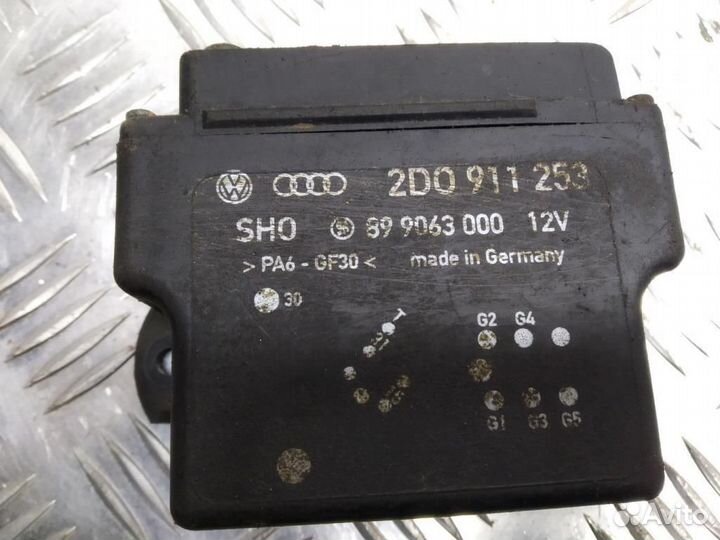 2D0 911 253
SHO 89 9063 000 12V
>PA6-GF30< made in Germany
30
T
G2 G4
G1 G3 G5
Avito